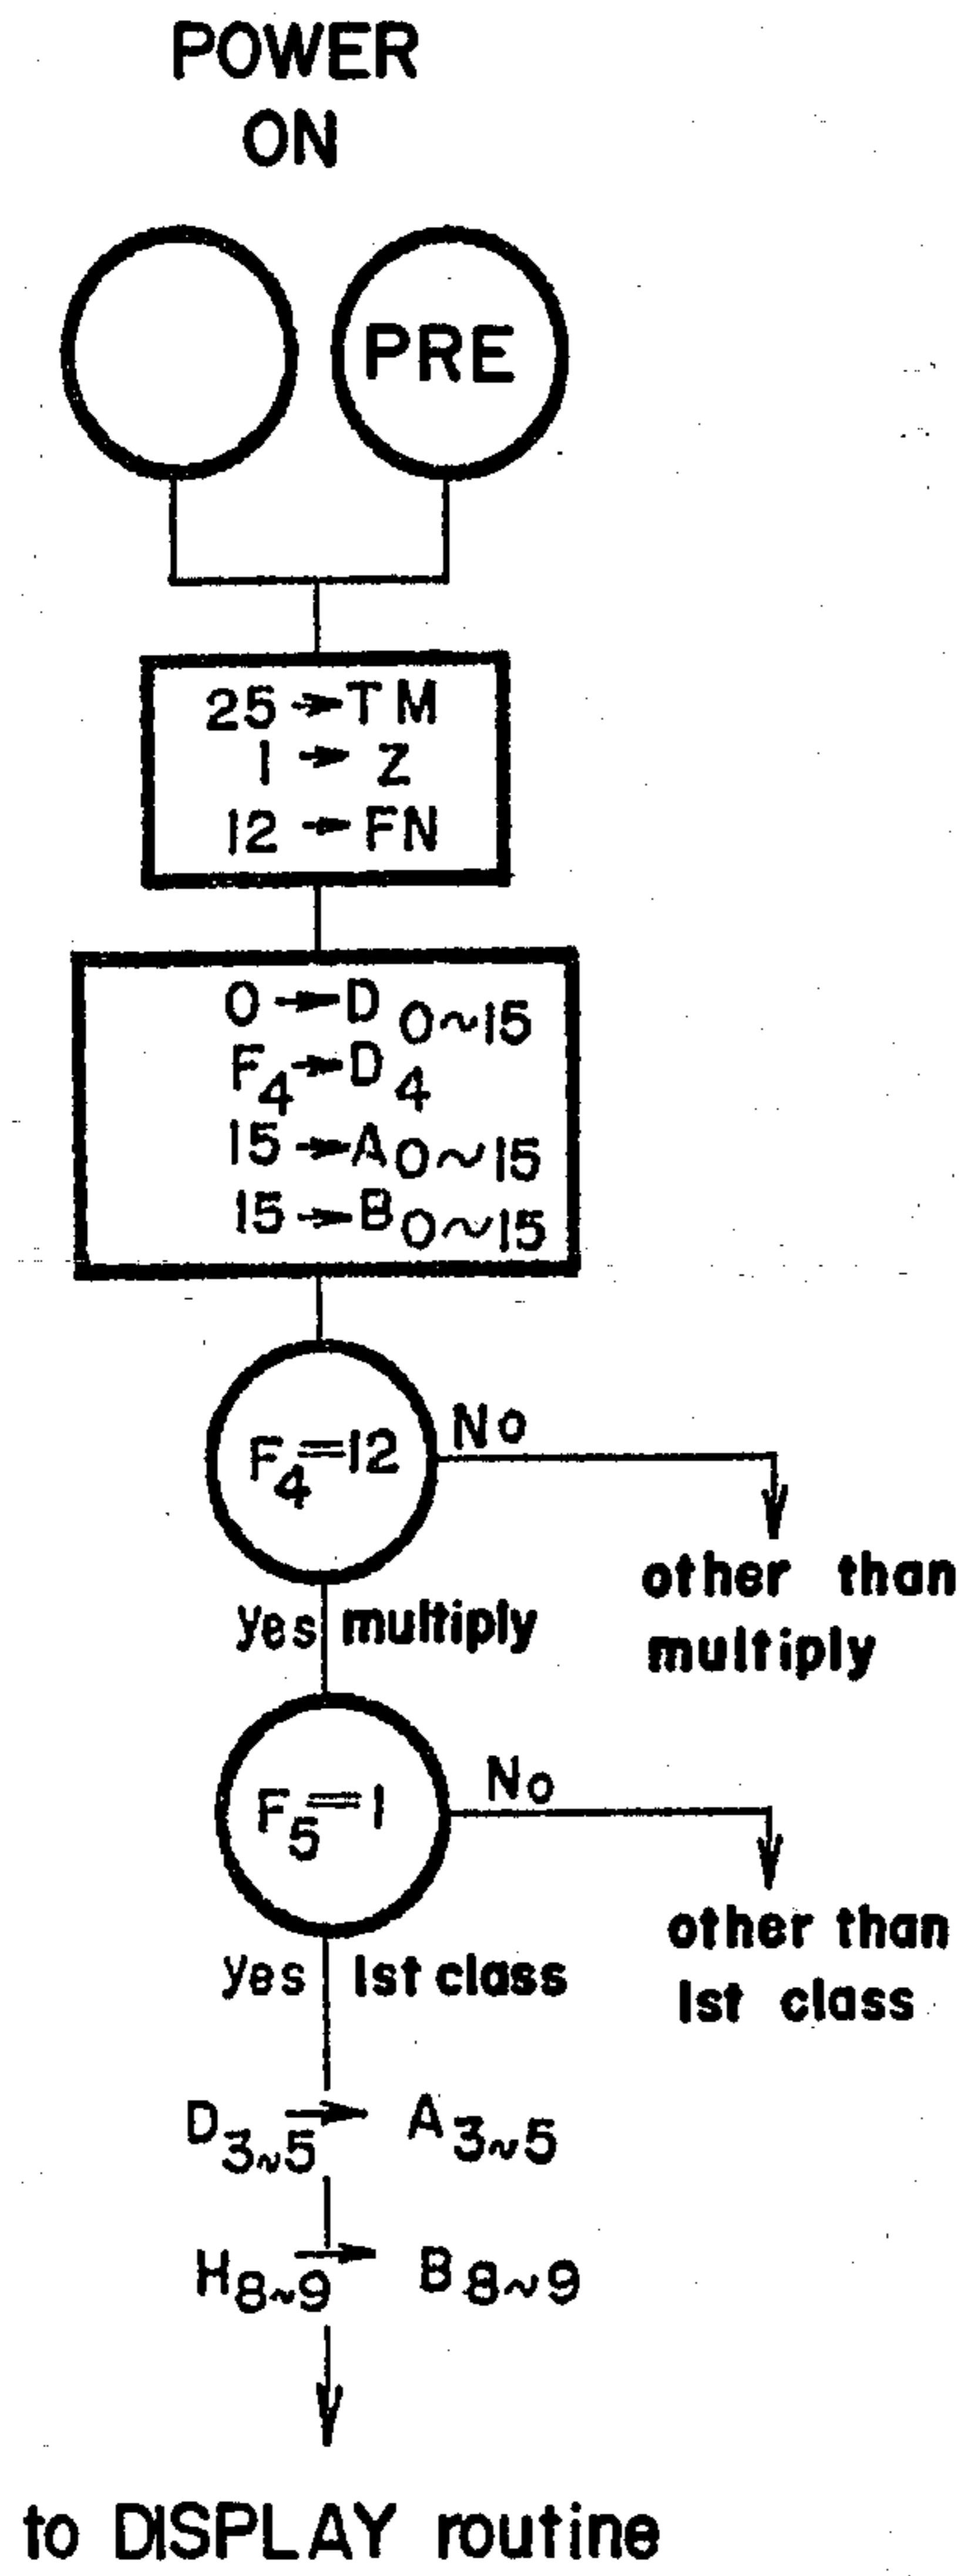 POWER
ON
PRE
25→TM
1→Z
12→FN
0→D 0~15
F4→D4
15→A0~15
15→B0~15
F4=12
No
other than
multiply
yes multiply
F5=1
No
other than
1st class
yes 1st class
D3~5 → A3~5
H8~9 → B8~9
to DISPLAY routine